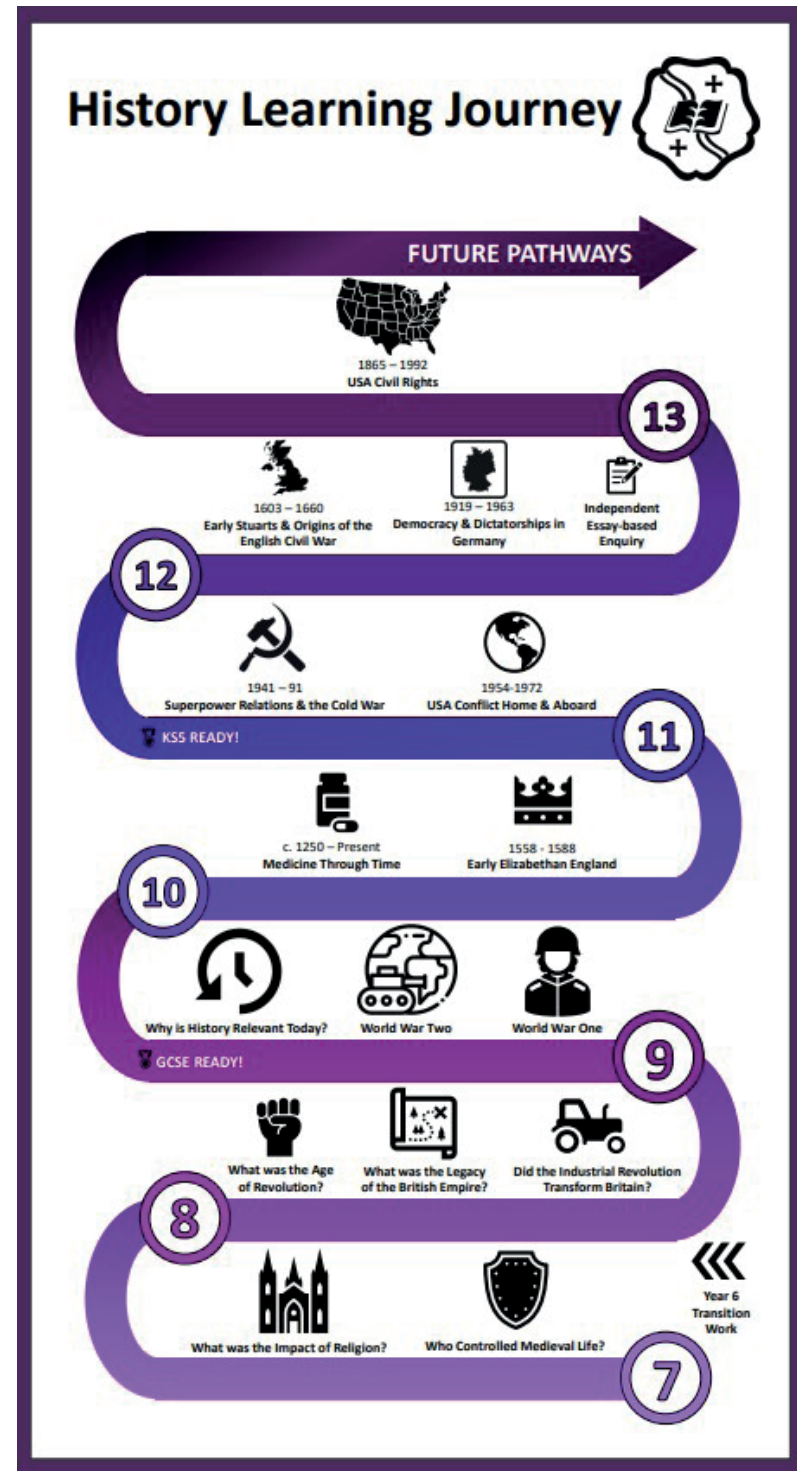 History Learning Journey
FUTURE PATHWAYS
1865 – 1992
USA Civil Rights
13
1603 – 1660
Early Stuarts & Origins of the
English Civil War
1919 – 1963
Democracy & Dictatorships in
Germany
Independent
Essay-based
Enquiry
12
1941 – 91
Superpower Relations & the Cold War
1954-1972
USA Conflict Home & Aboard
KS5 READY!
11
c. 1250 – Present
Medicine Through Time
1558 - 1588
Early Elizabethan England
10
Why is History Relevant Today?
World War Two
World War One
GCSE READY!
9
What was the Age
of Revolution?
What was the Legacy
of the British Empire?
Did the Industrial Revolution
Transform Britain?
8
Year 6
Transition
Work
What was the Impact of Religion?
Who Controlled Medieval Life?
7